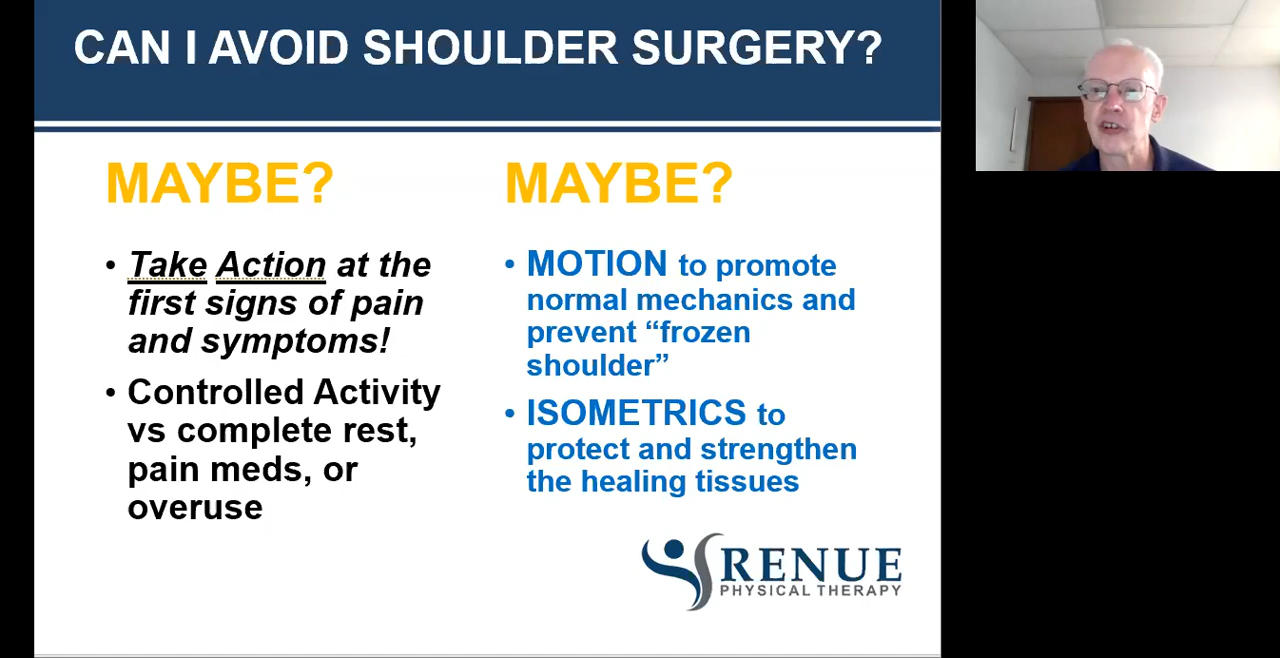 CAN I AVOID SHOULDER SURGERY?
MAYBE?
• Take Action at the
first signs of pain
and symptoms!
• Controlled Activity
vs complete rest,
pain meds, or
overuse
MAYBE?
• MOTION to promote
normal mechanics and
prevent “frozen
shoulder”
• ISOMETRICS to
protect and strengthen
the healing tissues
RENUE
PHYSICAL THERAPY